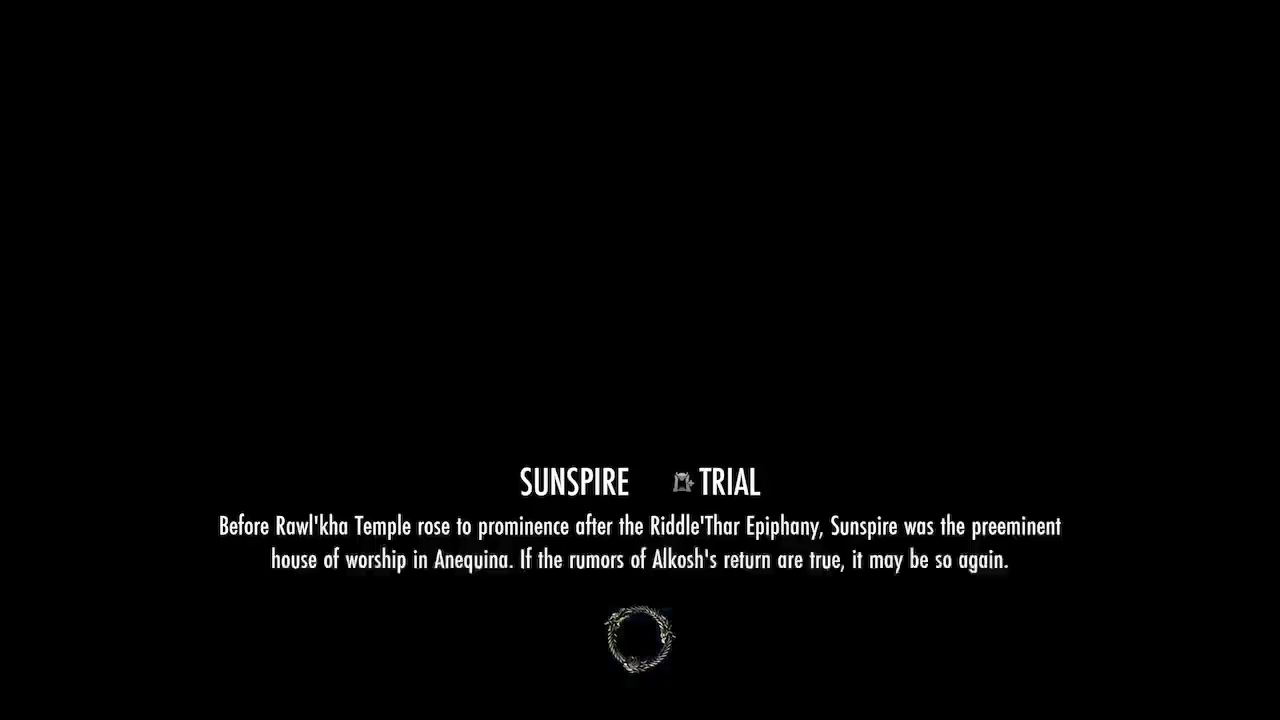 SUNSPIRE TRIAL
Before Rawl'kha Temple rose to prominence after the Riddle'Thar Epiphany, Sunspire was the preeminent
house of worship in Anequina. If the rumors of Alkosh's return are true, it may be so again.